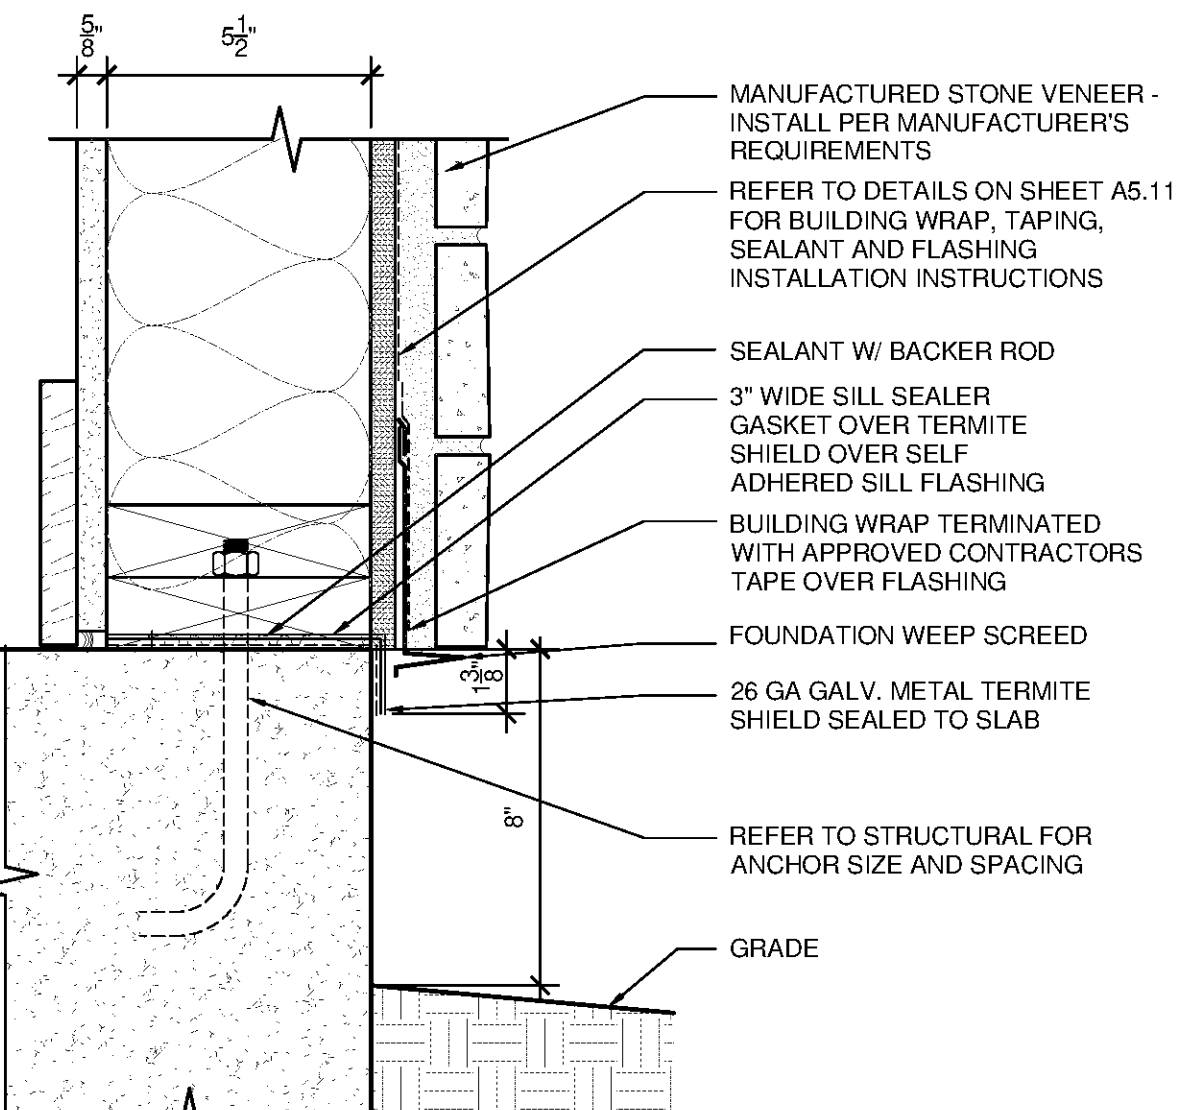 5/8"
5 1/2"
MANUFACTURED STONE VENEER -
INSTALL PER MANUFACTURER'S
REQUIREMENTS
REFER TO DETAILS ON SHEET A5.11
FOR BUILDING WRAP, TAPING,
SEALANT AND FLASHING
INSTALLATION INSTRUCTIONS
SEALANT W/ BACKER ROD
3" WIDE SILL SEALER
GASKET OVER TERMITE
SHIELD OVER SELF
ADHERED SILL FLASHING
BUILDING WRAP TERMINATED
WITH APPROVED CONTRACTORS
TAPE OVER FLASHING
FOUNDATION WEEP SCREED
1 3/8"
26 GA GALV. METAL TERMITE
SHIELD SEALED TO SLAB
8"
REFER TO STRUCTURAL FOR
ANCHOR SIZE AND SPACING
GRADE